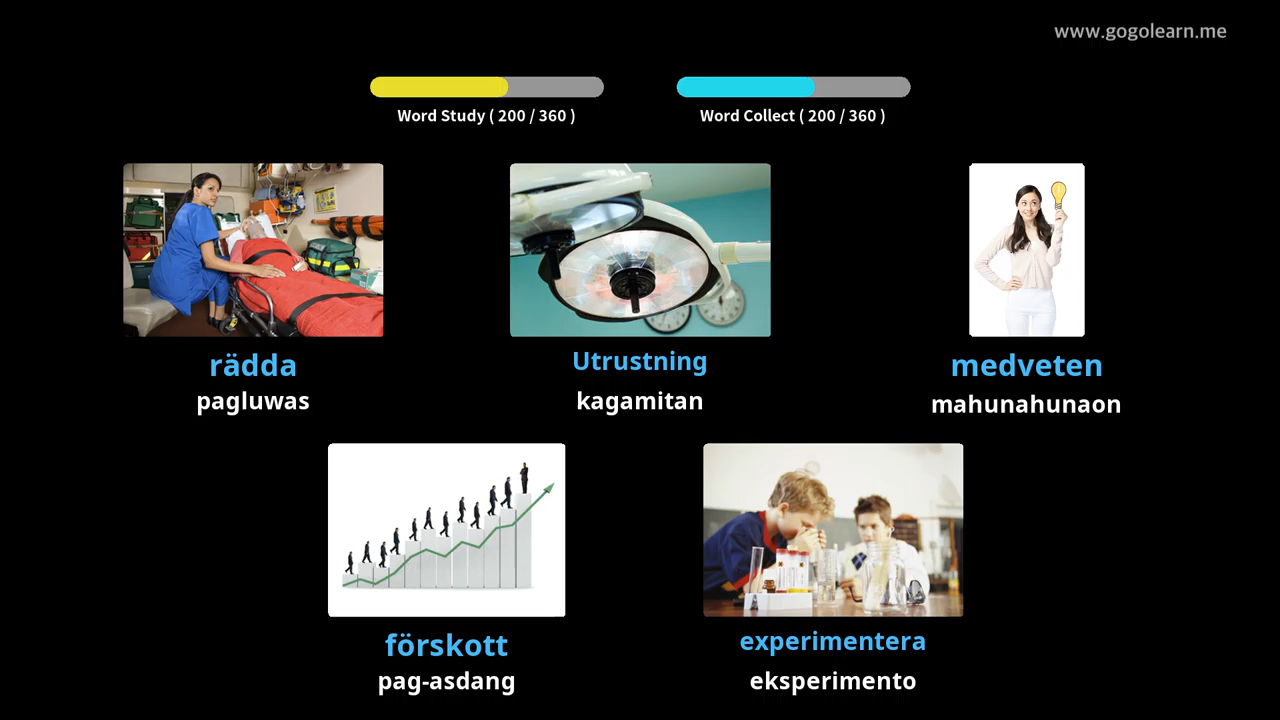 www.gogolearn.me
Word Study ( 200 / 360 )
Word Collect ( 200 / 360 )
rädda
pagluwas
Utrustning
kagamitan
medveten
mahunahunaon
förskott
pag-asdang
experimentera
eksperimento